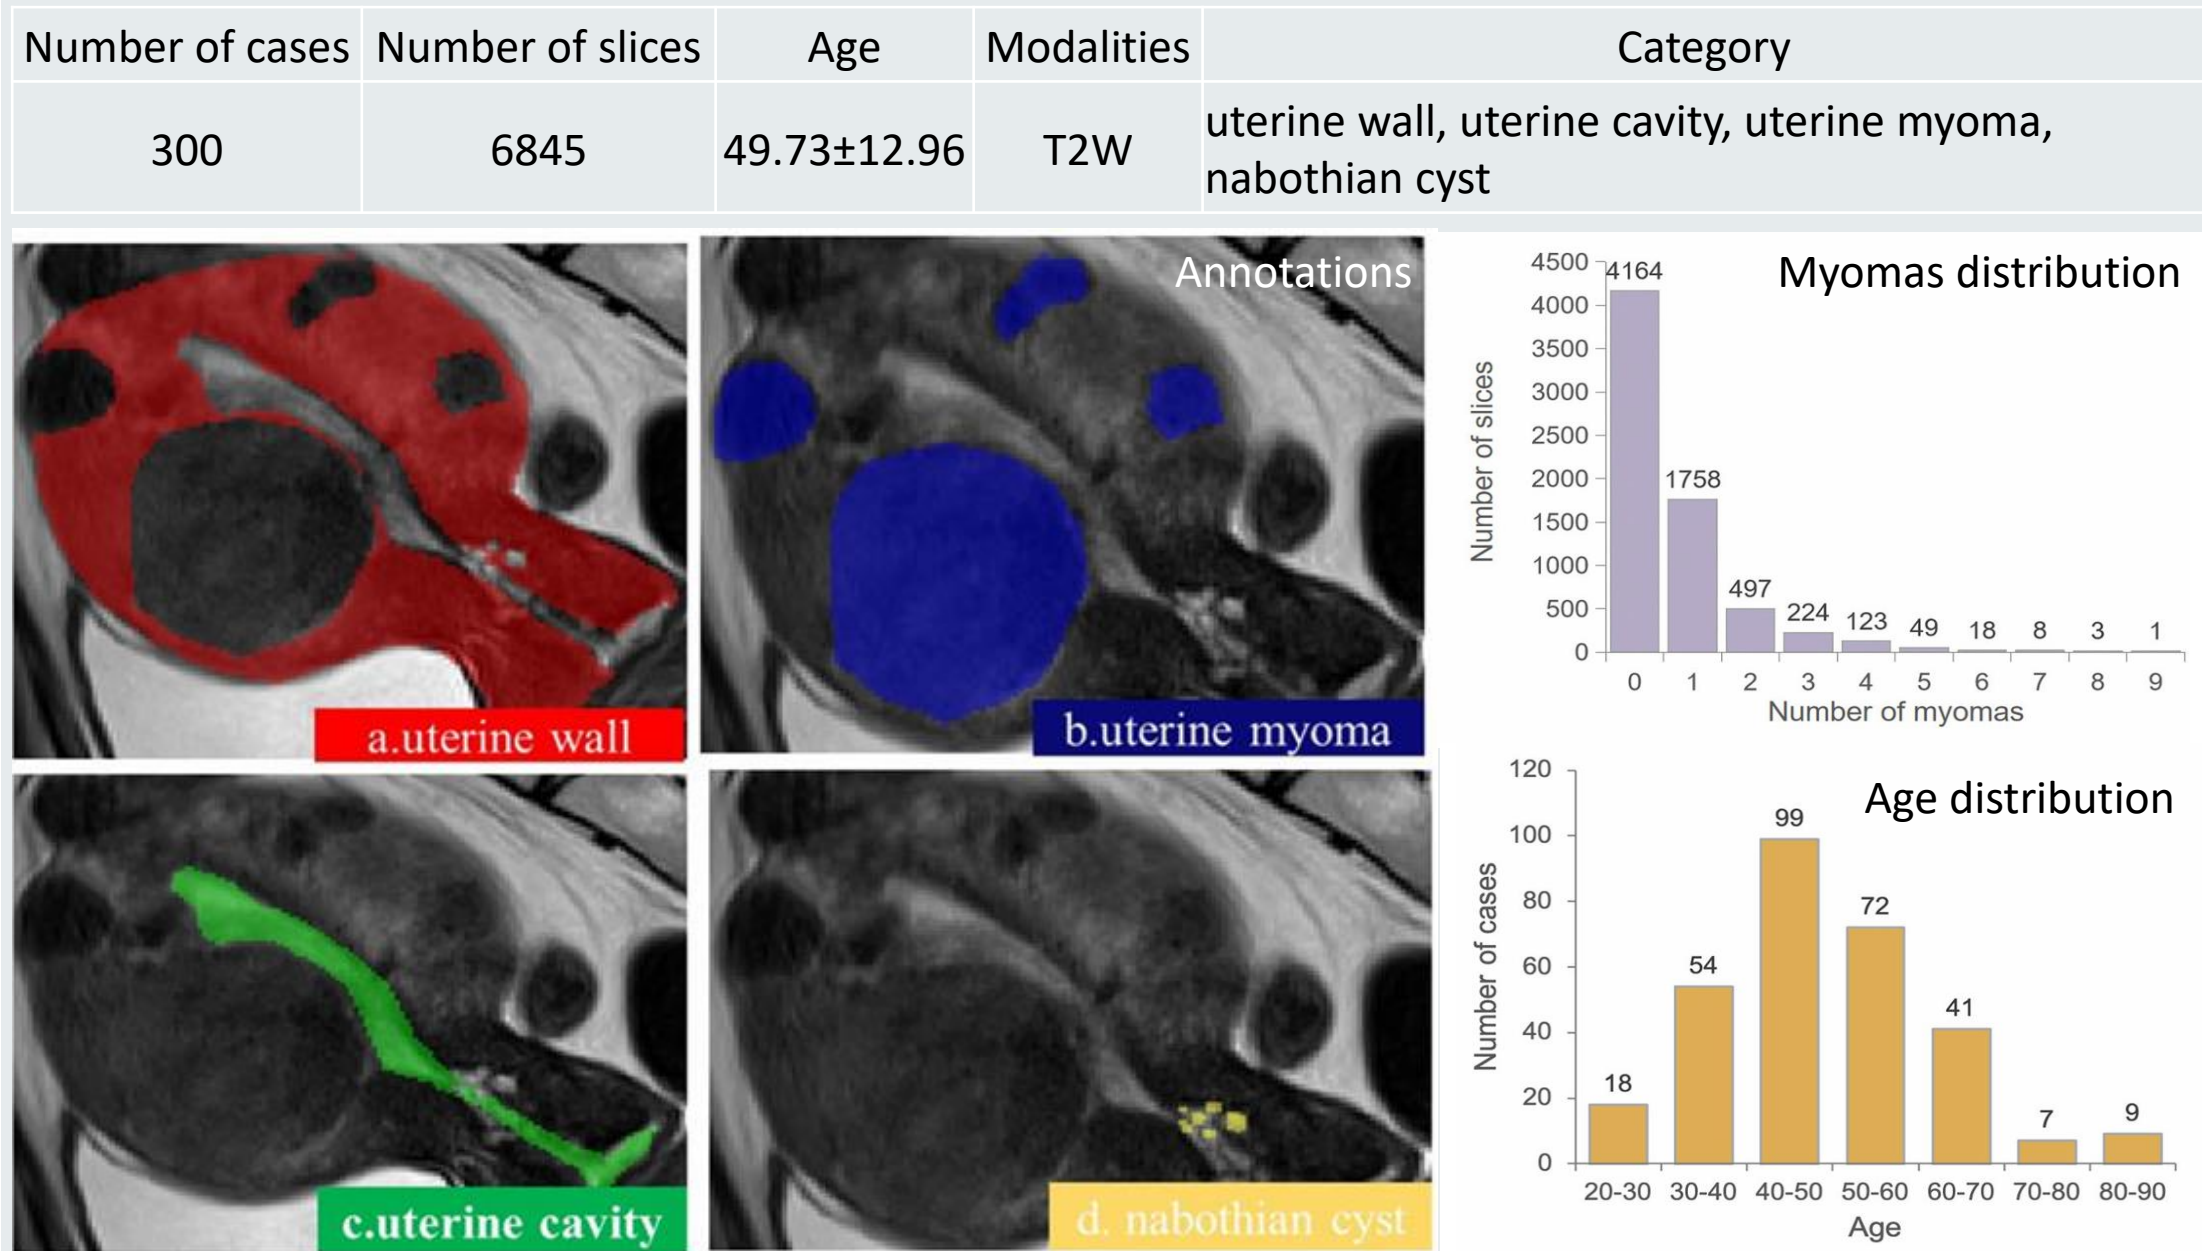 Number of cases Number of slices Age Modalities Category
300 6845 49.73±12.96 T2W uterine wall, uterine cavity, uterine myoma,
nabothian cyst
Annotations
a.uterine wall
b.uterine myoma
c.uterine cavity
d. nabothian cyst
Myomas distribution
Number of slices
4500
4000
3500
3000
2500
2000
1500
1000
500
0
4164
1758
497
224
123
49
18
8
3
1
0 1 2 3 4 5 6 7 8 9
Number of myomas
Age distribution
Number of cases
120
100
80
60
40
20
0
18
54
99
72
41
7
9
20-30 30-40 40-50 50-60 60-70 70-80 80-90
Age